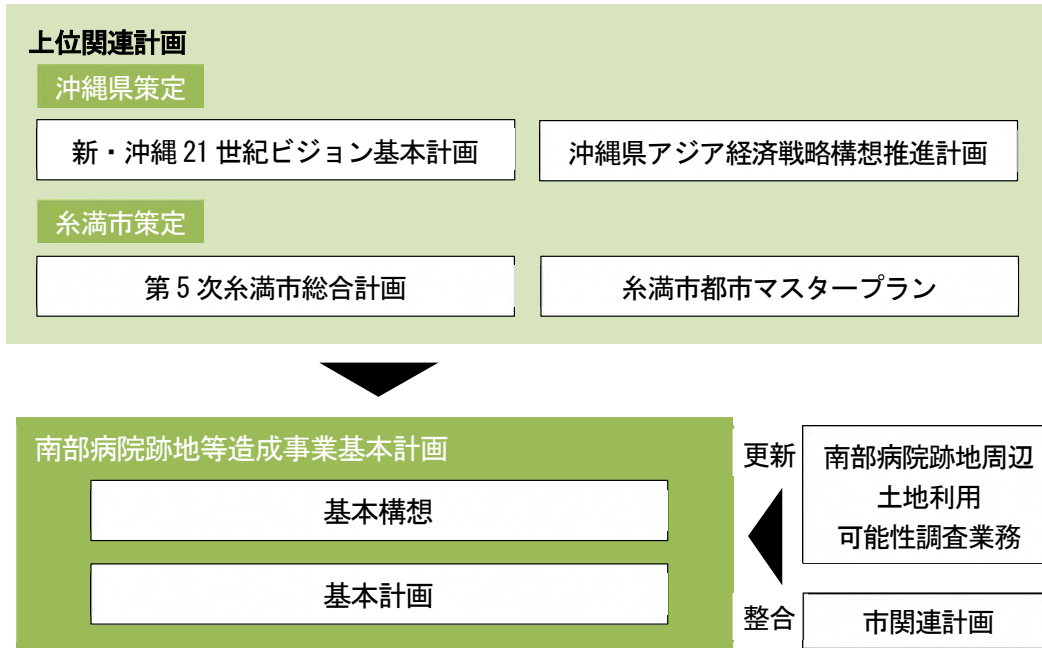 上位関連計画
沖縄県策定
新・沖縄 21 世紀ビジョン基本計画
沖縄県アジア経済戦略構想推進計画
糸満市策定
第 5 次糸満市総合計画
糸満市都市マスタープラン
南部病院跡地等造成事業基本計画
基本構想
基本計画
更新
南部病院跡地周辺
土地利用
可能性調査業務
整合
市関連計画